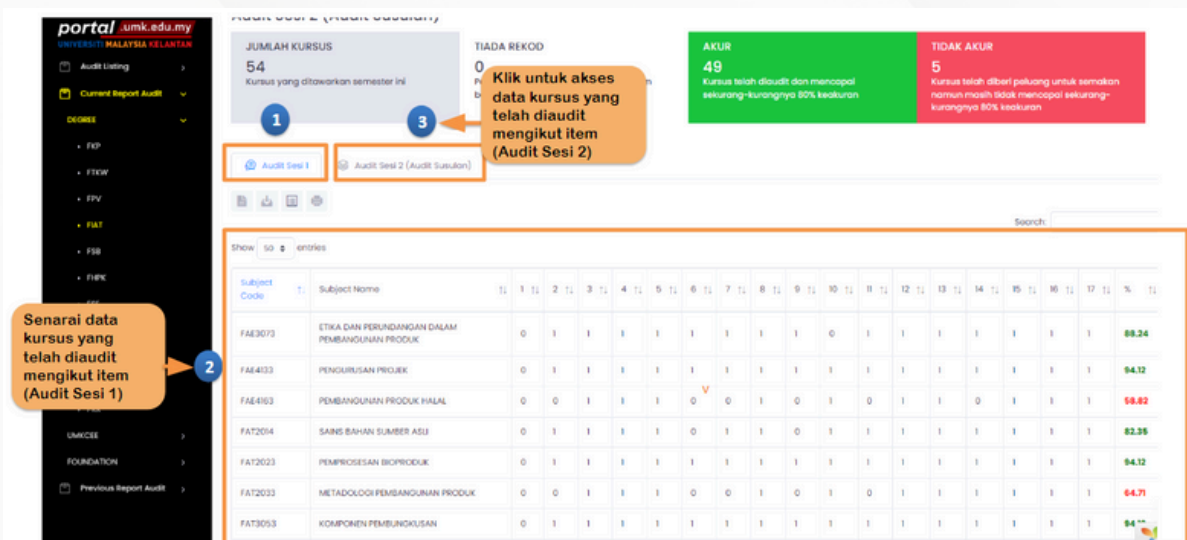 portal .umk.edu.my
UNIVERSITI MALAYSIA KELANTAN
Audit Listing
Current Report Audit
DEGREE
FKP
FTKW
FPV
FIAT
FSB
FHPK
UMKCEE
FOUNDATION
Previous Report Audit
Audit Sesi 2 (Audit Susulan)
JUMLAH KURSUS
54
Kursus yang ditawarkan semester ini
TIADA REKOD
0
AKUR
49
Kursus telah diaudit dan mencapai
sekurang-kurangnya 80% keakuran
TIDAK AKUR
5
Kursus telah diberi peluang untuk semakan
namun masih tidak mencapai sekurang-
kurangnya 80% keakuran
Klik untuk akses
data kursus yang
telah diaudit
mengikut item
(Audit Sesi 2)
1
3
Audit Sesi 1
Audit Sesi 2 (Audit Susulan)
Search:
Show 50 entries
Subject Code Subject Name 1 2 3 4 5 6 7 8 9 10 11 12 13 14 15 16 17 %
FAE3073 ETIKA DAN PERUNDANGAN DALAM PEMBANGUNAN PRODUK 0 1 1 1 1 1 1 1 1 0 1 1 1 1 1 1 1 88.24
FAE4133 PENGURUSAN PROJEK 0 1 1 1 1 1 1 1 1 1 1 1 1 1 1 1 1 94.12
V
FAE4163 PEMBANGUNAN PRODUK HALAL 0 0 1 1 1 0 0 1 0 1 0 1 1 0 1 1 1 58.82
FAT2014 SAINS BAHAN SUMBER ASLI 0 1 1 1 1 0 1 1 0 1 1 1 1 1 1 1 1 82.35
FAT2023 PEMPROSESAN BIOPRODUK 0 1 1 1 1 1 1 1 1 1 1 1 1 1 1 1 1 94.12
FAT2033 METADOLOGI PEMBANGUNAN PRODUK 0 0 1 1 1 0 0 1 0 1 0 1 1 1 1 1 1 64.71
FAT3053 KOMPONEN PEMBUNGKUSAN 0 1 1 1 1 1 1 1 1 1 1 1 1 1 1 1 1
Senarai data
kursus yang
telah diaudit
mengikut item
(Audit Sesi 1)
2